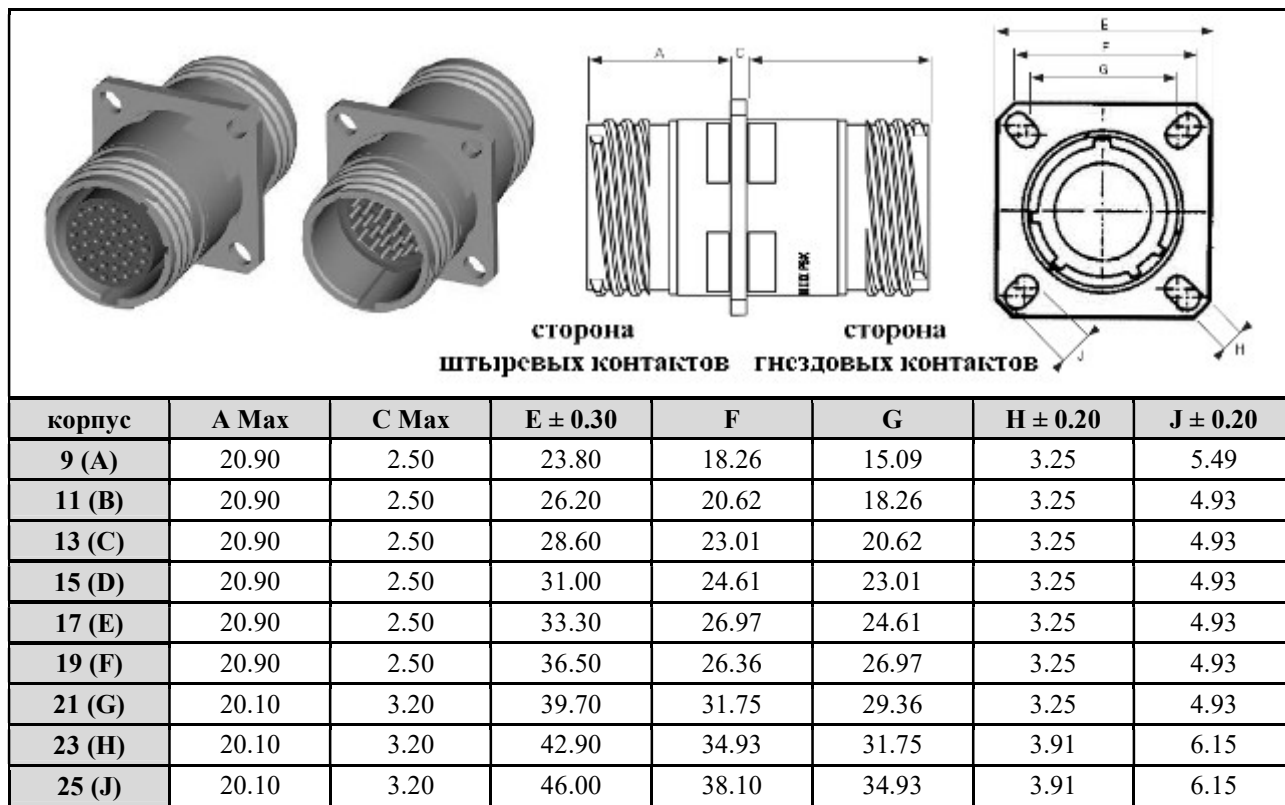 A C
E
F
G
сторона
штыревых контактов
сторона
гнездовых контактов
J H
корпус A Max C Max E ± 0.30 F G H ± 0.20 J ± 0.20
9 (A) 20.90 2.50 23.80 18.26 15.09 3.25 5.49
11 (B) 20.90 2.50 26.20 20.62 18.26 3.25 4.93
13 (C) 20.90 2.50 28.60 23.01 20.62 3.25 4.93
15 (D) 20.90 2.50 31.00 24.61 23.01 3.25 4.93
17 (E) 20.90 2.50 33.30 26.97 24.61 3.25 4.93
19 (F) 20.90 2.50 36.50 26.36 26.97 3.25 4.93
21 (G) 20.10 3.20 39.70 31.75 29.36 3.25 4.93
23 (H) 20.10 3.20 42.90 34.93 31.75 3.91 6.15
25 (J) 20.10 3.20 46.00 38.10 34.93 3.91 6.15